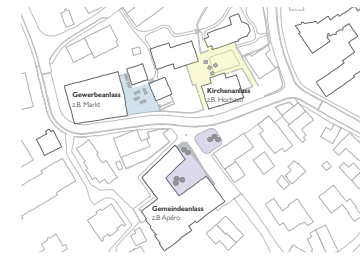 Gewerbeanlass
z.B. Markt
Kirchenanlass
z.B. Hochzeit
Gemeindeanlass
z.B Apéro